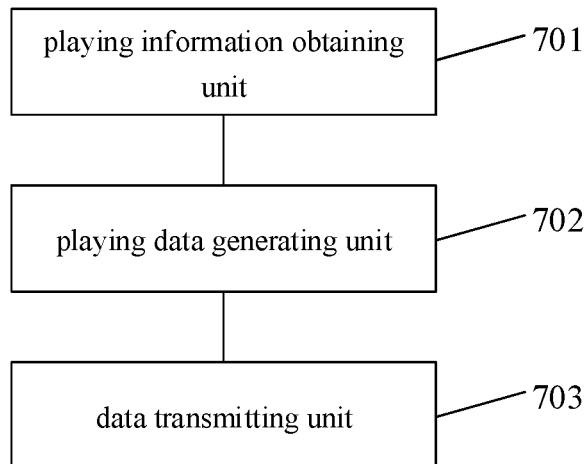 playing information obtaining
unit
701
playing data generating unit
702
data transmitting unit
703